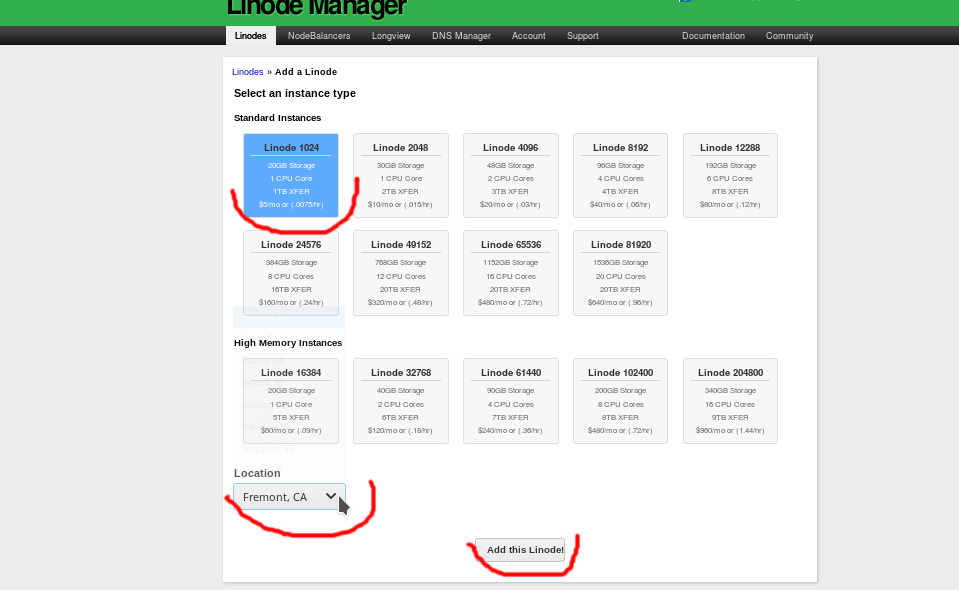 Linode Manager
Linodes NodeBalancers Longview DNS Manager Account Support Documentation Community
Linodes » Add a Linode
Select an instance type
Standard Instances
Linode 1024 Linode 2048 Linode 4096 Linode 8192 Linode 12288
20GB Storage 30GB Storage 48GB Storage 96GB Storage 192GB Storage
1 CPU Core 1 CPU Core 2 CPU Cores 4 CPU Cores 6 CPU Cores
1TB XFER 2TB XFER 3TB XFER 4TB XFER 8TB XFER
$5/mo or (.0075/hr) $10/mo or (.015/hr) $20/mo or (.03/hr) $40/mo or (.06/hr) $80/mo or (.12/hr)
Linode 24576 Linode 49152 Linode 65536 Linode 81920
384GB Storage 768GB Storage 1152GB Storage 1536GB Storage
8 CPU Cores 12 CPU Cores 16 CPU Cores 20 CPU Cores
16TB XFER 20TB XFER 20TB XFER 20TB XFER
$160/mo or (.24/hr) $320/mo or (.48/hr) $480/mo or (.72/hr) $640/mo or (.96/hr)
High Memory Instances
Linode 16384 Linode 32768 Linode 61440 Linode 102400 Linode 204800
20GB Storage 40GB Storage 90GB Storage 200GB Storage 340GB Storage
1 CPU Core 2 CPU Cores 4 CPU Cores 8 CPU Cores 16 CPU Cores
5TB XFER 6TB XFER 7TB XFER 8TB XFER 9TB XFER
$60/mo or (.09/hr) $120/mo or (.18/hr) $240/mo or (.36/hr) $480/mo or (.72/hr) $960/mo or (1.44/hr)
Location
Fremont, CA
Add this Linode!